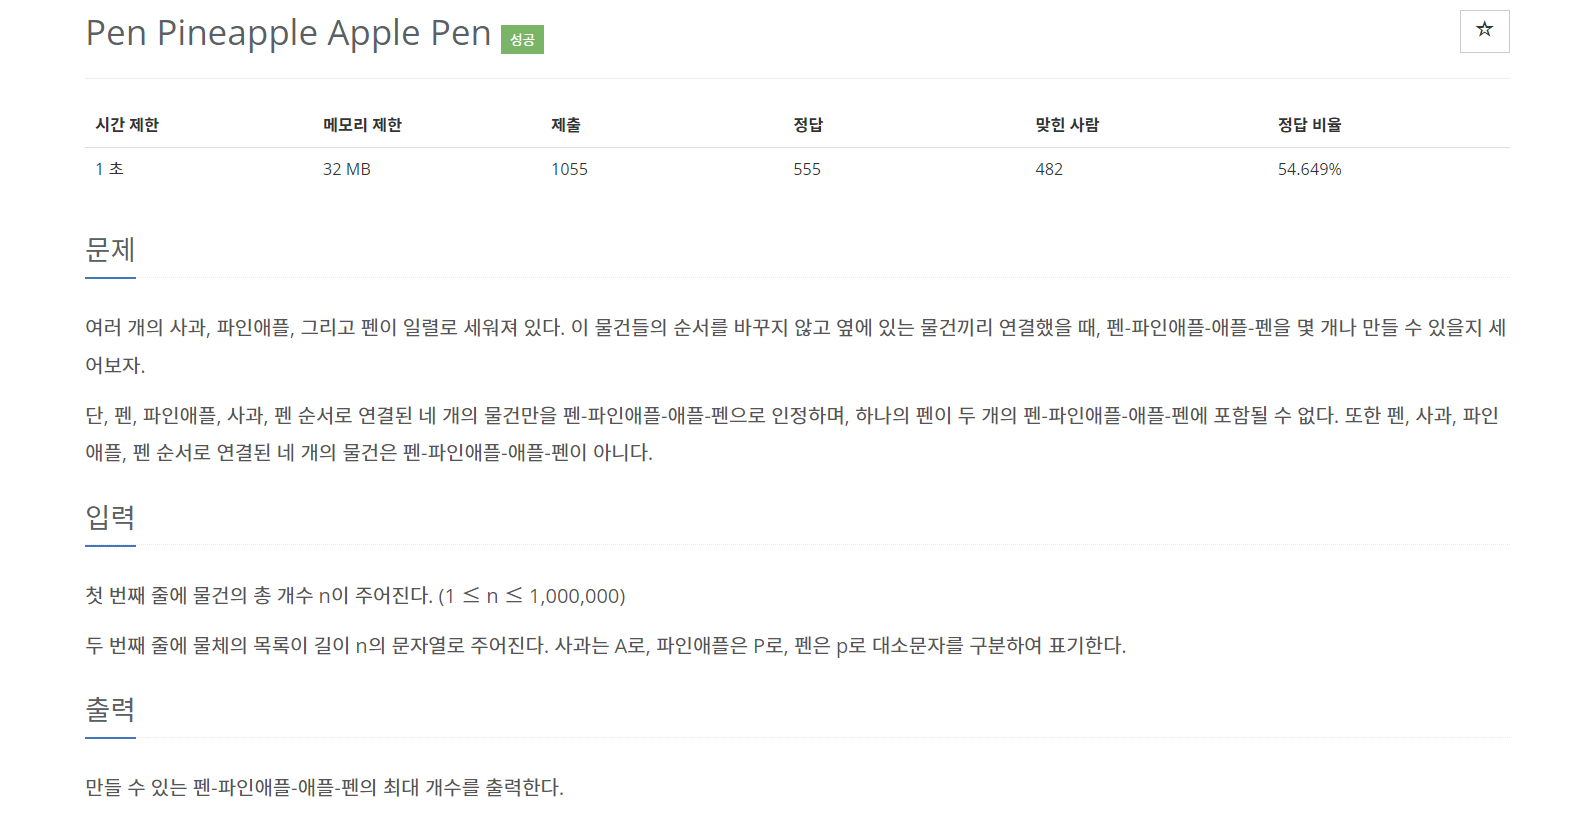 Pen Pineapple Apple Pen 성공
☆
시간 제한 메모리 제한 제출 정답 맞힌 사람 정답 비율
1 초 32 MB 1055 555 482 54.649%
문제
여러 개의 사과, 파인애플, 그리고 펜이 일렬로 세워져 있다. 이 물건들의 순서를 바꾸지 않고 옆에 있는 물건끼리 연결했을 때, 펜-파인애플-애플-펜을 몇 개나 만들 수 있을지 세
어보자.
단, 펜, 파인애플, 사과, 펜 순서로 연결된 네 개의 물건만을 펜-파인애플-애플-펜으로 인정하며, 하나의 펜이 두 개의 펜-파인애플-애플-펜에 포함될 수 없다. 또한 펜, 사과, 파인
애플, 펜 순서로 연결된 네 개의 물건은 펜-파인애플-애플-펜이 아니다.
입력
첫 번째 줄에 물건의 총 개수 n이 주어진다. (1 ≤ n ≤ 1,000,000)
두 번째 줄에 물체의 목록이 길이 n의 문자열로 주어진다. 사과는 A로, 파인애플은 P로, 펜은 p로 대소문자를 구분하여 표기한다.
출력
만들 수 있는 펜-파인애플-애플-펜의 최대 개수를 출력한다.